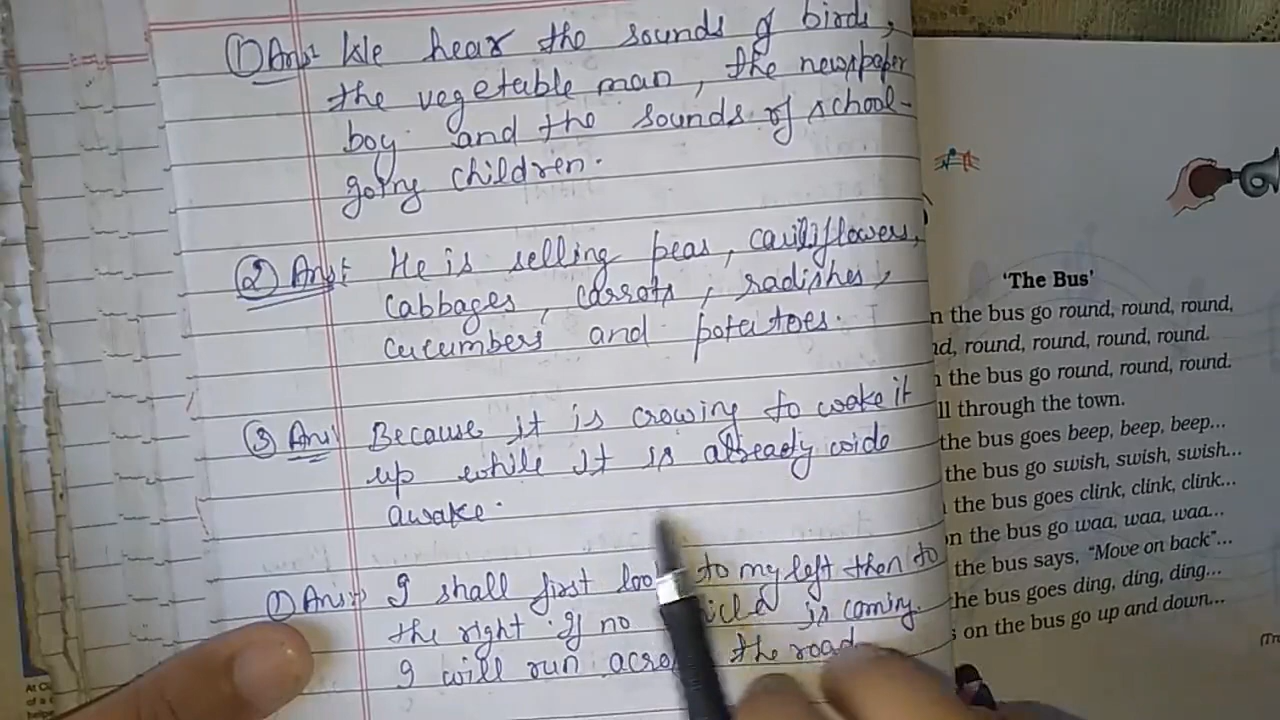 (1) Ans: We hear the sounds of birds,
the vegetable man, the newspaper
boy and the sounds of school-
going children.
(2) Ans: He is selling peas, cauliflowers,
cabbages, carrots, radishes,
cucumbers and potatoes.
(3) Ans: Because it is crowing to wake it
up while it is already wide
awake.
(1) Ans: I shall first look to my left then to
the right. If no is coming.
I will run across the road
'The Bus'
the bus go round, round, round,
round, round, round, round.
the bus go round, round, round.
through the town.
the bus goes beep, beep, beep...
the bus go swish, swish, swish...
the bus goes clink, clink, clink...
the bus go waa, waa, waa...
the bus says, "Move on back"...
the bus goes ding, ding, ding...
on the bus go up and down...